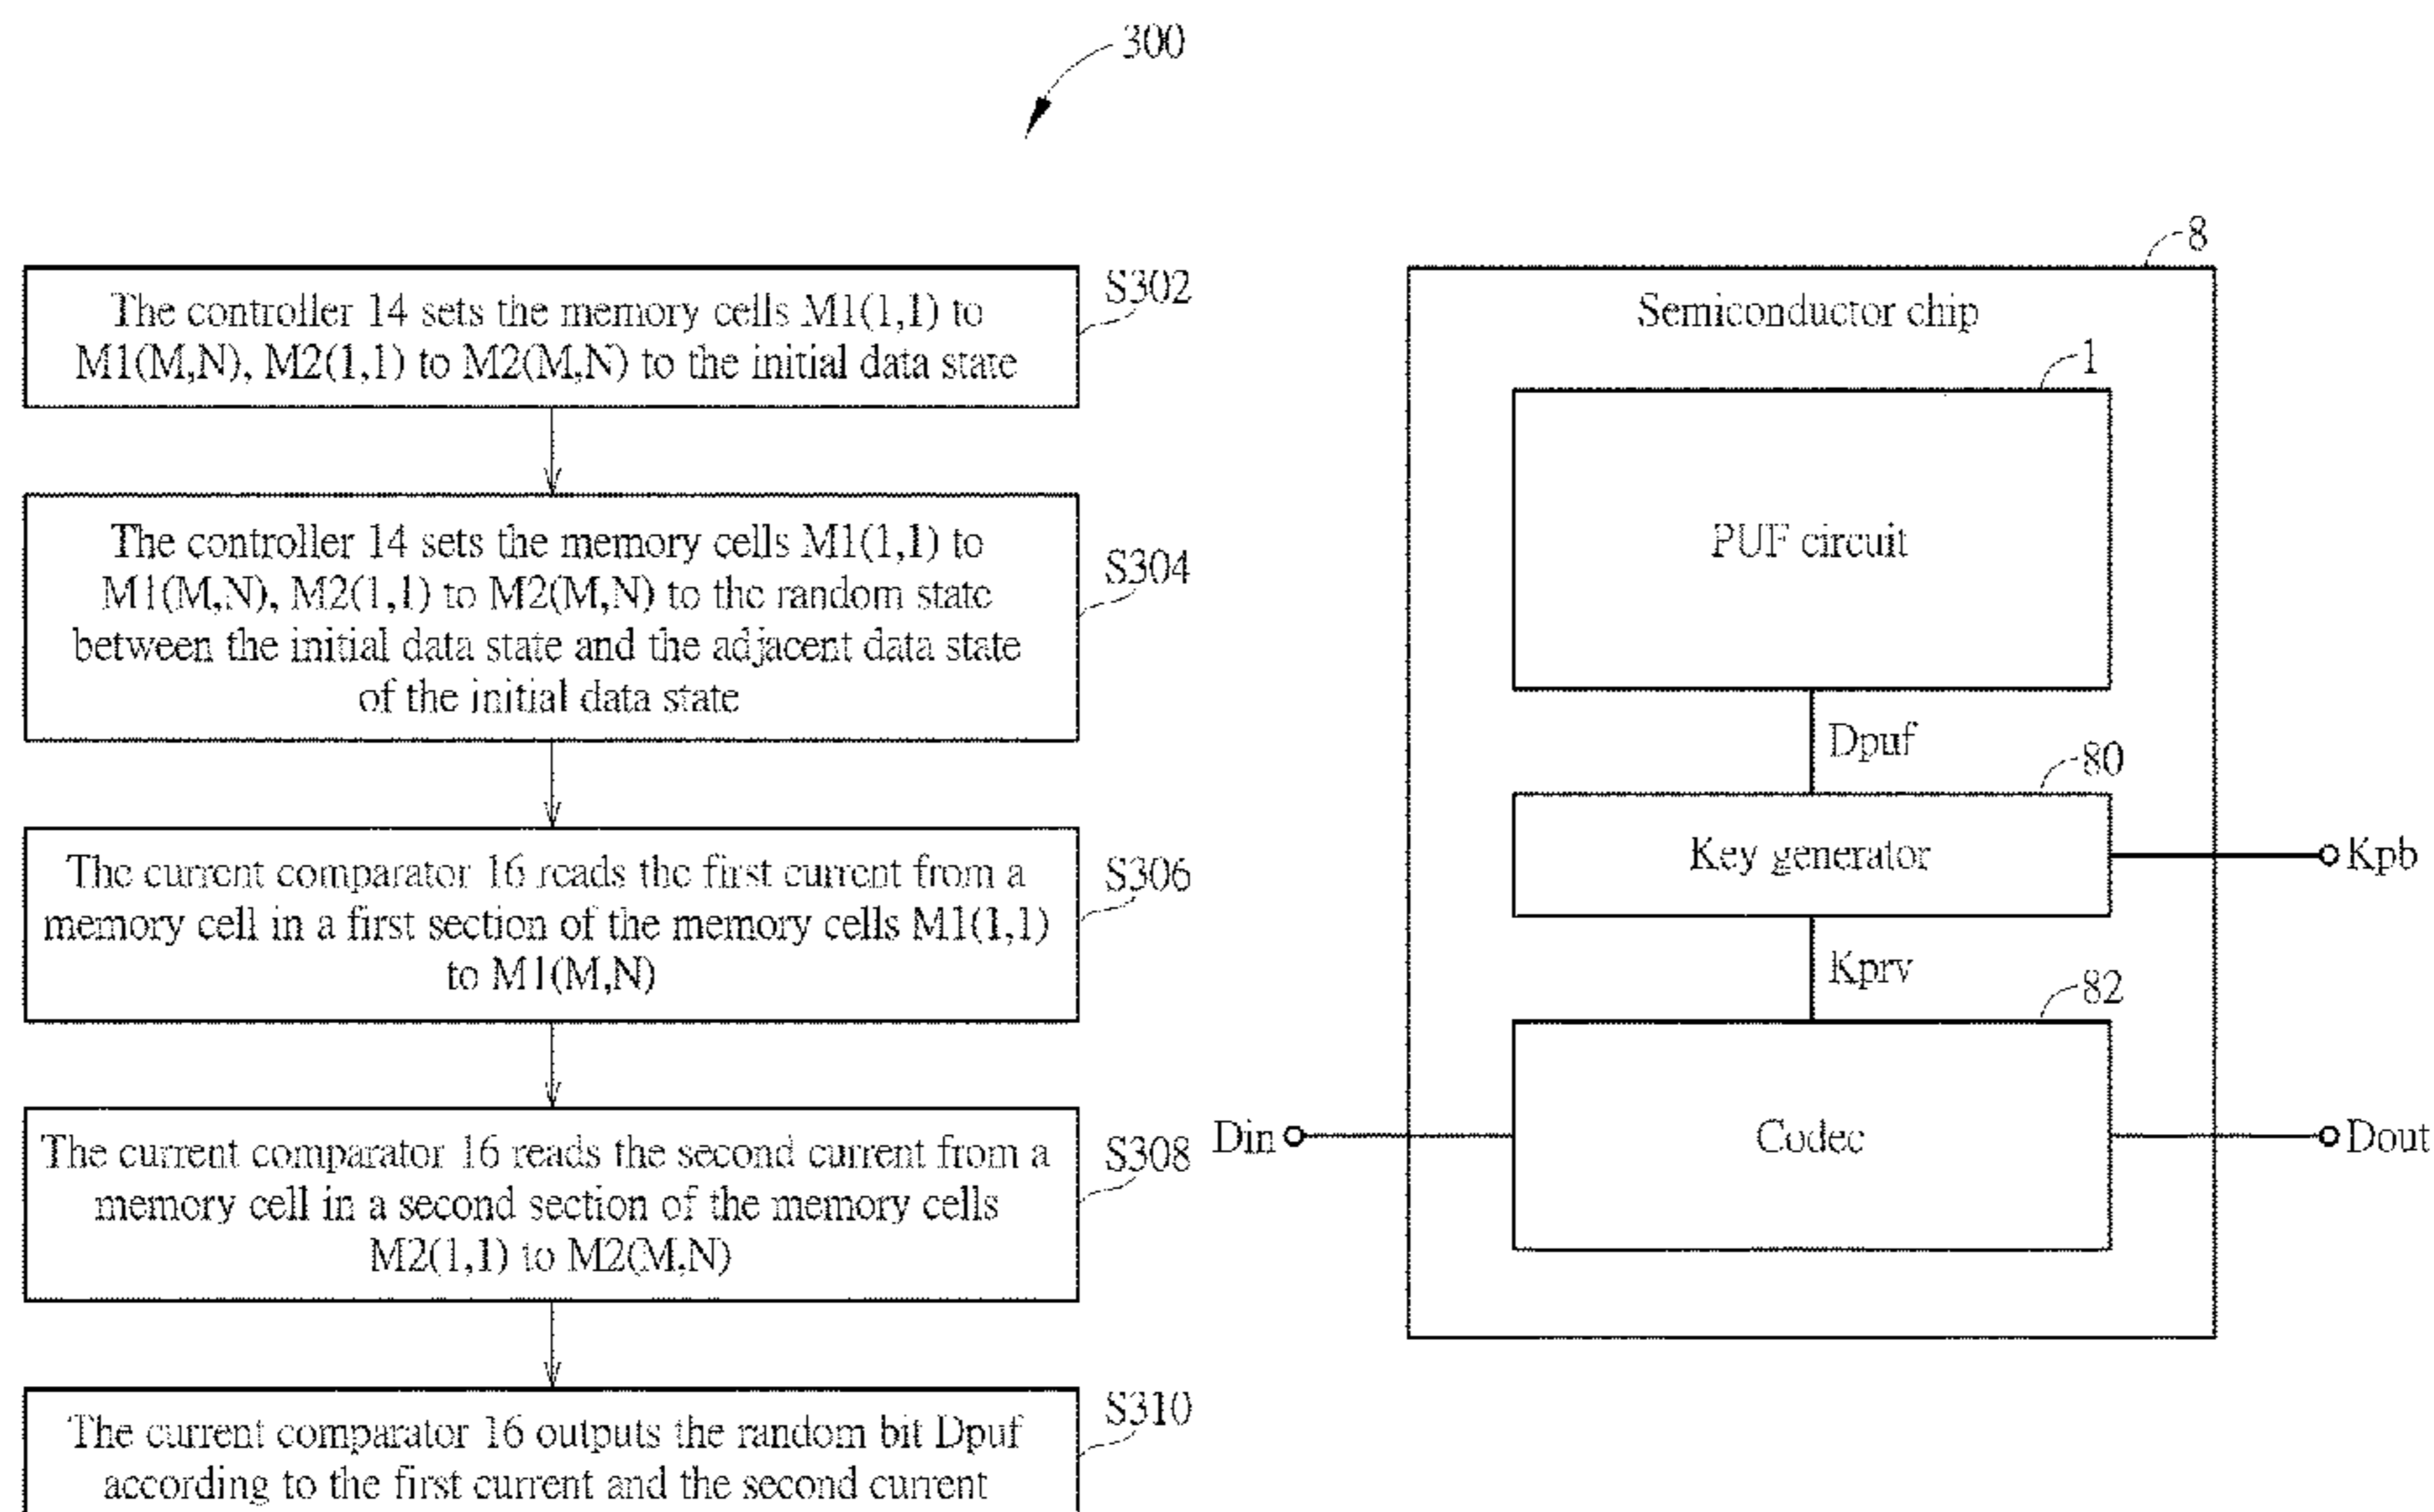 300
The controller 14 sets the memory cells M1(1,1) to
M1(M,N), M2(1,1) to M2(M,N) to the initial data state
S302
The controller 14 sets the memory cells M1(1,1) to
M1(M,N), M2(1,1) to M2(M,N) to the random state
between the initial data state and the adjacent data state
of the initial data state
S304
The current comparator 16 reads the first current from a
memory cell in a first section of the memory cells M1(1,1)
to M1(M,N)
S306
The current comparator 16 reads the second current from a
memory cell in a second section of the memory cells
M2(1,1) to M2(M,N)
S308
The current comparator 16 outputs the random bit Dpuf
according to the first current and the second current
S310
8
Semiconductor chip
1
PUF circuit
Dpuf
80
Key generator
Kpb
Kprv
82
Din
Codec
Dout